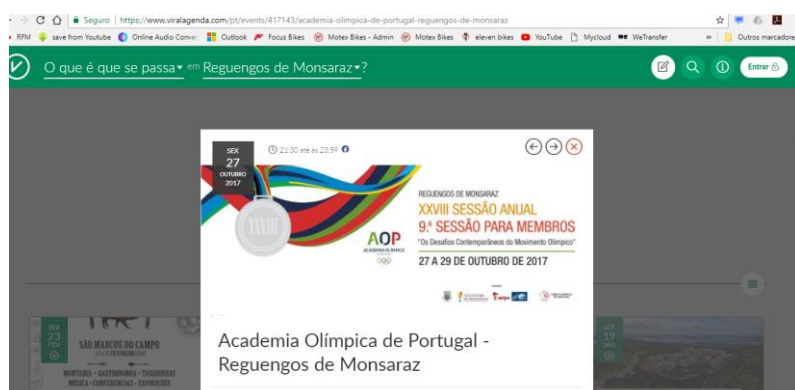 Seguro | https://www.viralagenda.com/pt/events/417143/academia-olimpica-de-portugal-reguengos-de-monsaraz
RFM save from Youtube Online Audio Conver Outlook Focus Bikes Motex Bikes - Admin Motex Bikes eleven bikes YouTube Mycloud WeTransfer » Outros marcadore
O que é que se passa em Reguengos de Monsaraz ?
Entrar
SEX
27
OUTUBRO
2017
21:30 até às 23:59
XXVIII
AOP
ACADEMIA OLÍMPICA
REGUENGOS DE MONSARAZ
XXVIII SESSÃO ANUAL
9.ª SESSÃO PARA MEMBROS
"Os Desafios Contemporâneos do Movimento Olímpico"
27 A 29 DE OUTUBRO DE 2017
Academia Olímpica de Portugal -
Reguengos de Monsaraz
SEX
23
FEV
SÃO MARCOS DO CAMPO
MONTARIA - GASTRONOMIA - TASQUINHAS
MÚSICA - CONFERÊNCIAS - EXPOSIÇÕES
SEX
19
JAN